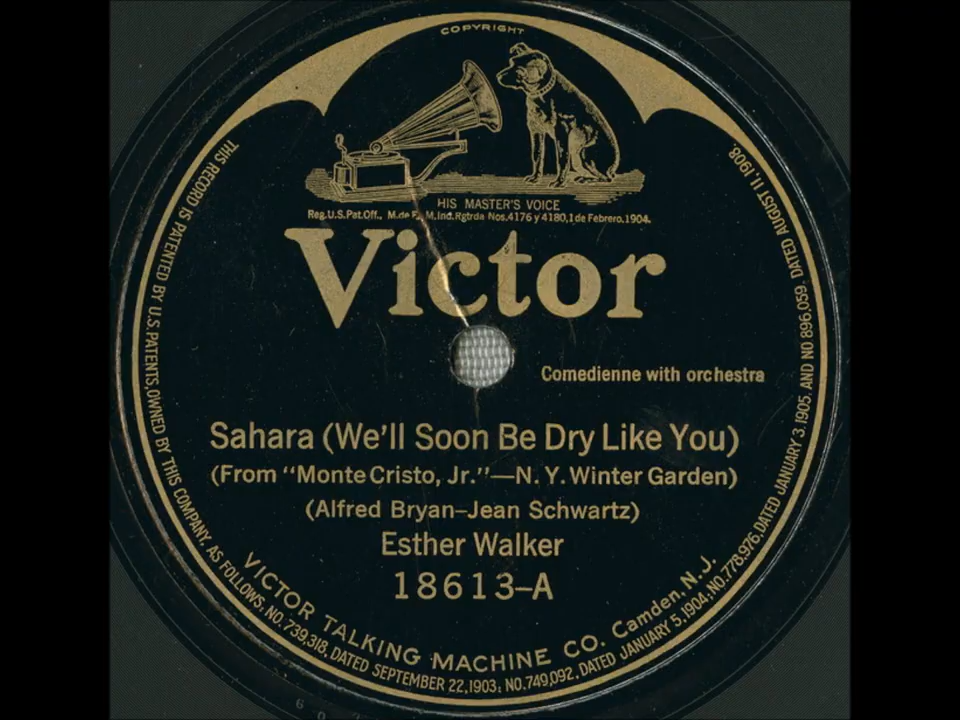 COPYRIGHT
HIS MASTER'S VOICE
Reg.U.S.Pat.Off., M.de F. M.Ind.Rgtrda Nos.4176 y 4180,1 de Febrero.1904.
Victor
Comedienne with orchestra
Sahara (We'll Soon Be Dry Like You)
(From "Monte Cristo, Jr."—N. Y. Winter Garden)
(Alfred Bryan–Jean Schwartz)
Esther Walker
18613–A
VICTOR TALKING MACHINE CO. Camden, N. J.
THIS RECORD IS PATENTED BY U.S. PATENTS, OWNED BY THIS COMPANY, AS FOLLOWS: NO. 739,318, DATED SEPTEMBER 22, 1903; NO. 749,092, DATED JANUARY 5, 1904; NO. 778,976, DATED JANUARY 3, 1905, AND NO 896,059, DATED AUGUST 11, 1908.